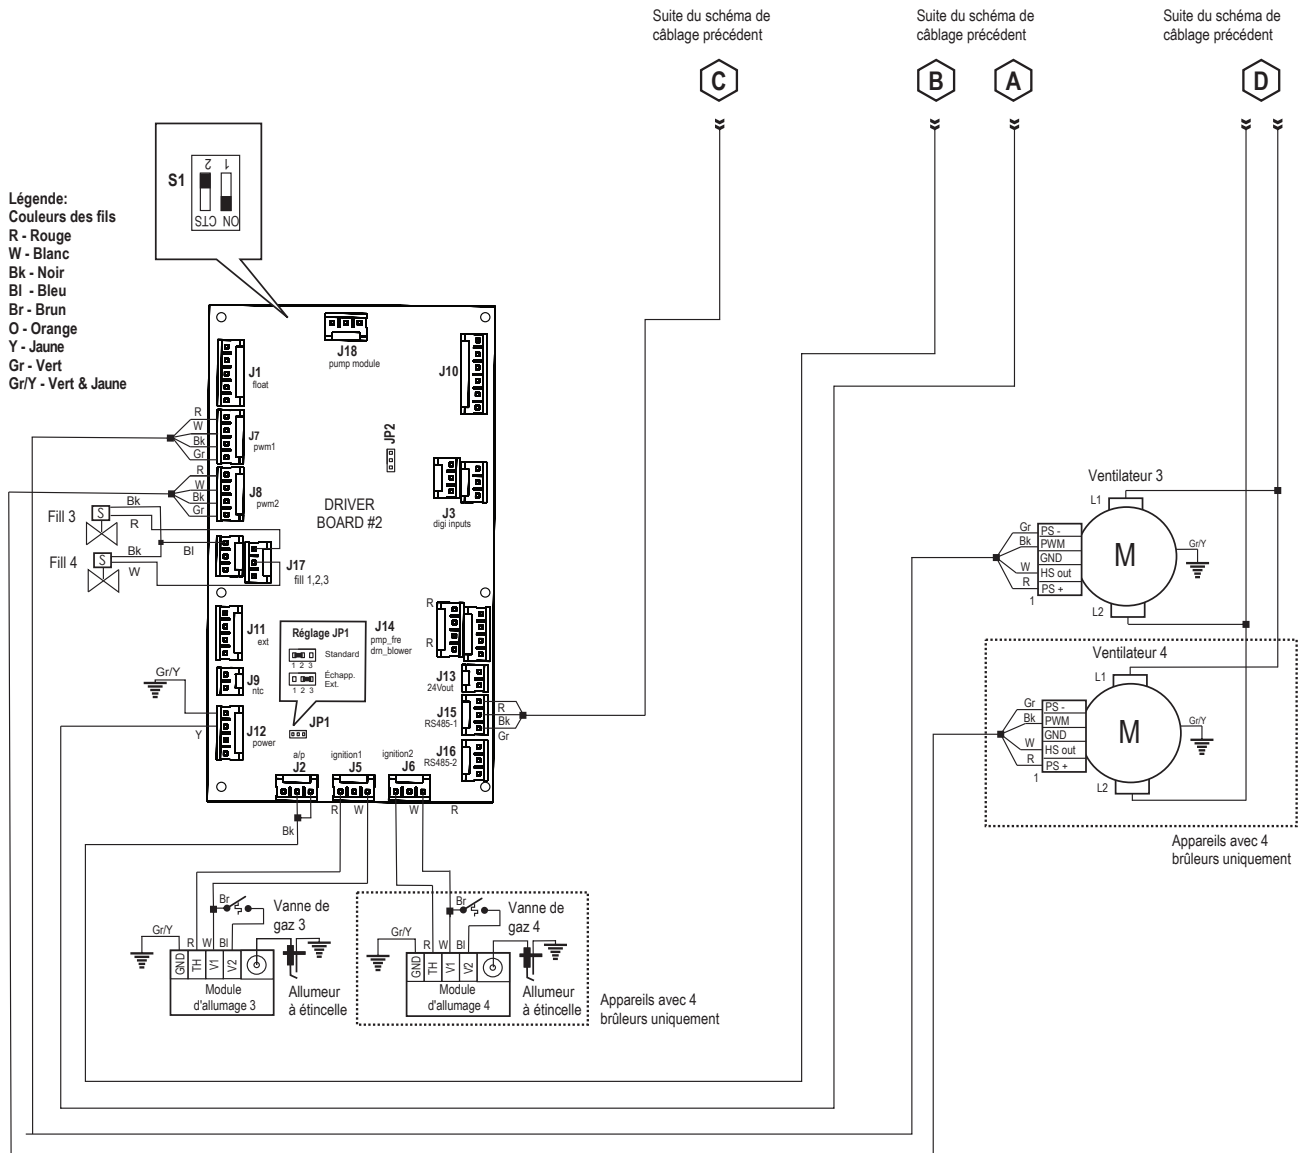 Suite du schéma de
câblage précédent
Suite du schéma de
câblage précédent
Suite du schéma de
câblage précédent
C
B
A
D
S1
2 1
CTS ON
Légende:
Couleurs des fils
R - Rouge
W - Blanc
Bk - Noir
Bl - Bleu
Br - Brun
O - Orange
Y - Jaune
Gr - Vert
Gr/Y - Vert & Jaune
J18
pump module
J1
float
J10
R
W
Bk
Gr
J7
pwm1
JP2
R
W
Bk
Gr
J8
pwm2
DRIVER
BOARD #2
J3
digi inputs
Fill 3
S
Bk
R
Fill 4
S
Bk
W
Bl
J17
fill 1,2,3
J11
ext
Réglage JP1
Standard
1 2 3
Échapp.
Ext.
1 2 3
J14
pmp_fre
drn_blower
R
R
J9
ntc
J13
24Vout
Gr/Y
Y
J12
power
JP1
J15
RS485-1
R
Bk
Gr
J16
RS485-2
a/p
J2
ignition1
J5
ignition2
J6
Bk
R
W
W
R
Ventilateur 3
L1
Gr
Bk
W
R
PS -
PWM
GND
HS out
PS +
1
M
Gr/Y
L2
Ventilateur 4
L1
Gr
Bk
W
R
PS -
PWM
GND
HS out
PS +
1
M
Gr/Y
L2
Appareils avec 4
brûleurs uniquement
Br
Vanne de
gaz 3
Gr/Y
R W Bl
GND
TH
V1
V2
Module
d'allumage 3
Allumeur
à étincelle
Br
Vanne de
gaz 4
Gr/Y
R W Bl
GND
TH
V1
V2
Module
d'allumage 4
Allumeur
à étincelle
Appareils avec 4
brûleurs uniquement